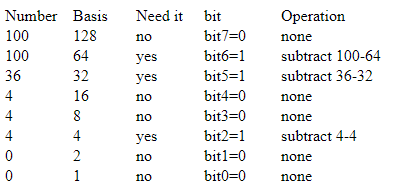 Number Basis Need it bit Operation
100 128 no bit7=0 none
100 64 yes bit6=1 subtract 100-64
36 32 yes bit5=1 subtract 36-32
4 16 no bit4=0 none
4 8 no bit3=0 none
4 4 yes bit2=1 subtract 4-4
0 2 no bit1=0 none
0 1 no bit0=0 none